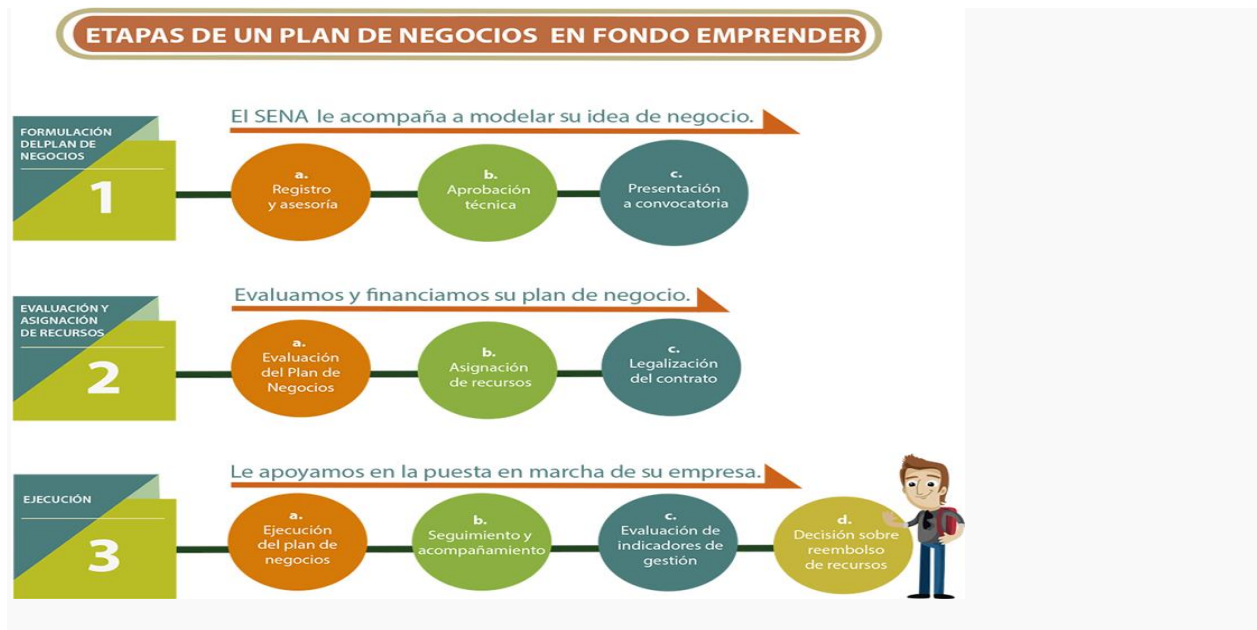 ETAPAS DE UN PLAN DE NEGOCIOS EN FONDO EMPRENDER
El SENA le acompaña a modelar su idea de negocio.
FORMULACIÓN
DELPLAN DE
NEGOCIOS
1
a.
Registro
y asesoría
b.
Aprobación
técnica
c.
Presentación
a convocatoria
Evaluamos y financiamos su plan de negocio.
EVALUACIÓN Y
ASIGNACIÓN
DE RECURSOS
2
a.
Evaluación
del Plan de
Negocios
b.
Asignación
de recursos
c.
Legalización
del contrato
Le apoyamos en la puesta en marcha de su empresa.
EJECUCIÓN
3
a.
Ejecución
del plan de
negocios
b.
Seguimiento y
acompañamiento
c.
Evaluación de
indicadores de
gestión
d.
Decisión sobre
reembolso
de recursos